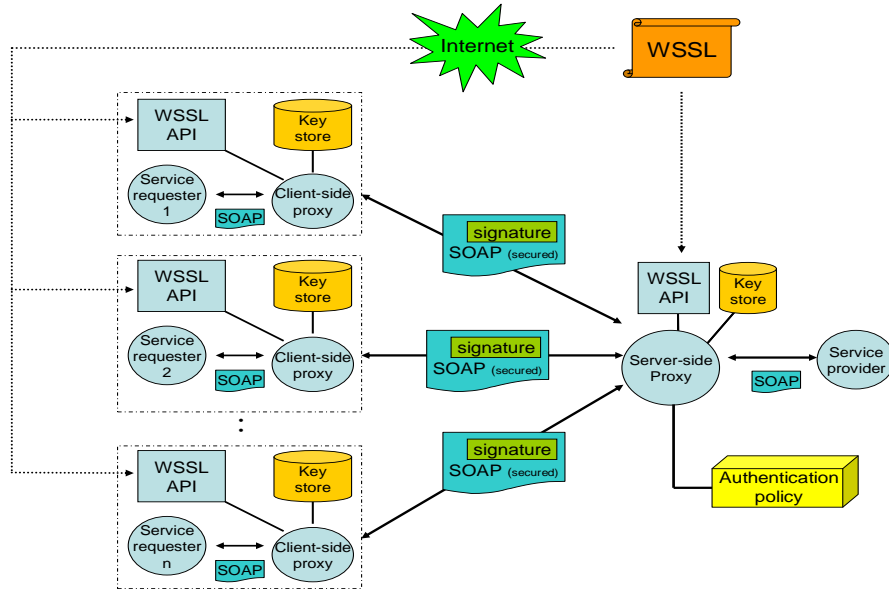 Internet
WSSL
WSSL
API
Key
store
Service
requester
1
SOAP
Client-side
proxy
signature
SOAP (secured)
WSSL
API
Key
store
Service
requester
2
SOAP
Client-side
proxy
signature
SOAP (secured)
WSSL
API
Key
store
Server-side
Proxy
SOAP
Service
provider
:
WSSL
API
Key
store
Service
requester
n
SOAP
Client-side
proxy
signature
SOAP (secured)
Authentication
policy